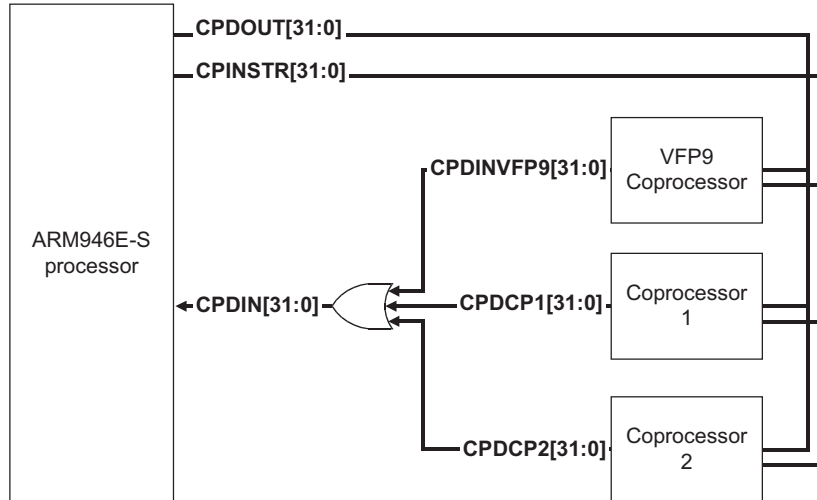 CPDOUT[31:0]
CPINSTR[31:0]
CPDINVFP9[31:0]
VFP9
Coprocessor
ARM946E-S
processor
CPDIN[31:0]
CPDCP1[31:0]
Coprocessor
1
CPDCP2[31:0]
Coprocessor
2